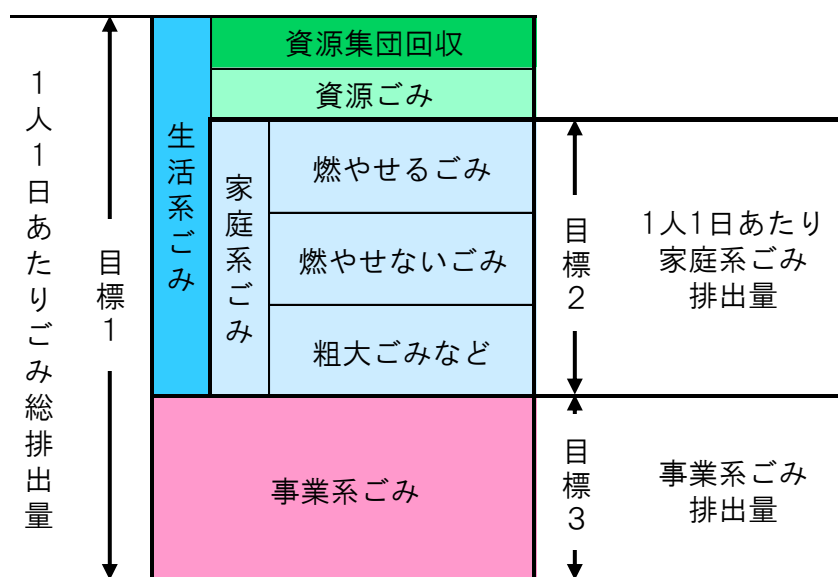 1人1日あたりごみ総排出量
目標1
生活系ごみ
資源集団回収
資源ごみ
家庭系ごみ
燃やせるごみ
燃やせないごみ
粗大ごみなど
目標2
1人1日あたり
家庭系ごみ
排出量
事業系ごみ
目標3
事業系ごみ
排出量